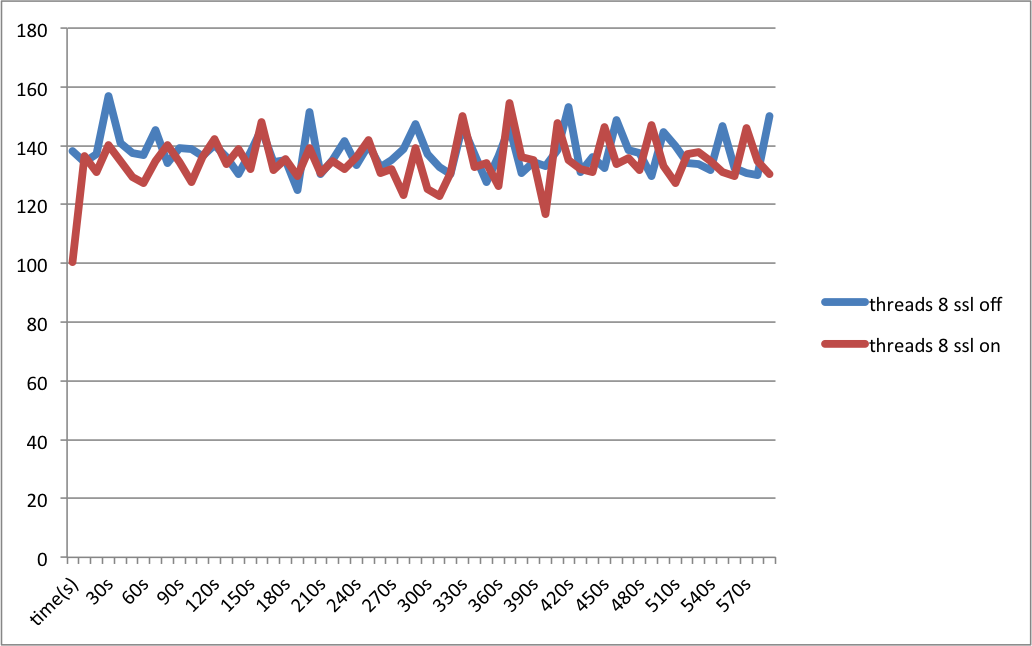 180
160
140
120
100
80
60
40
20
0
time(s)
30s
60s
90s
120s
150s
180s
210s
240s
270s
300s
330s
360s
390s
420s
450s
480s
510s
540s
570s
threads 8 ssl off
threads 8 ssl on